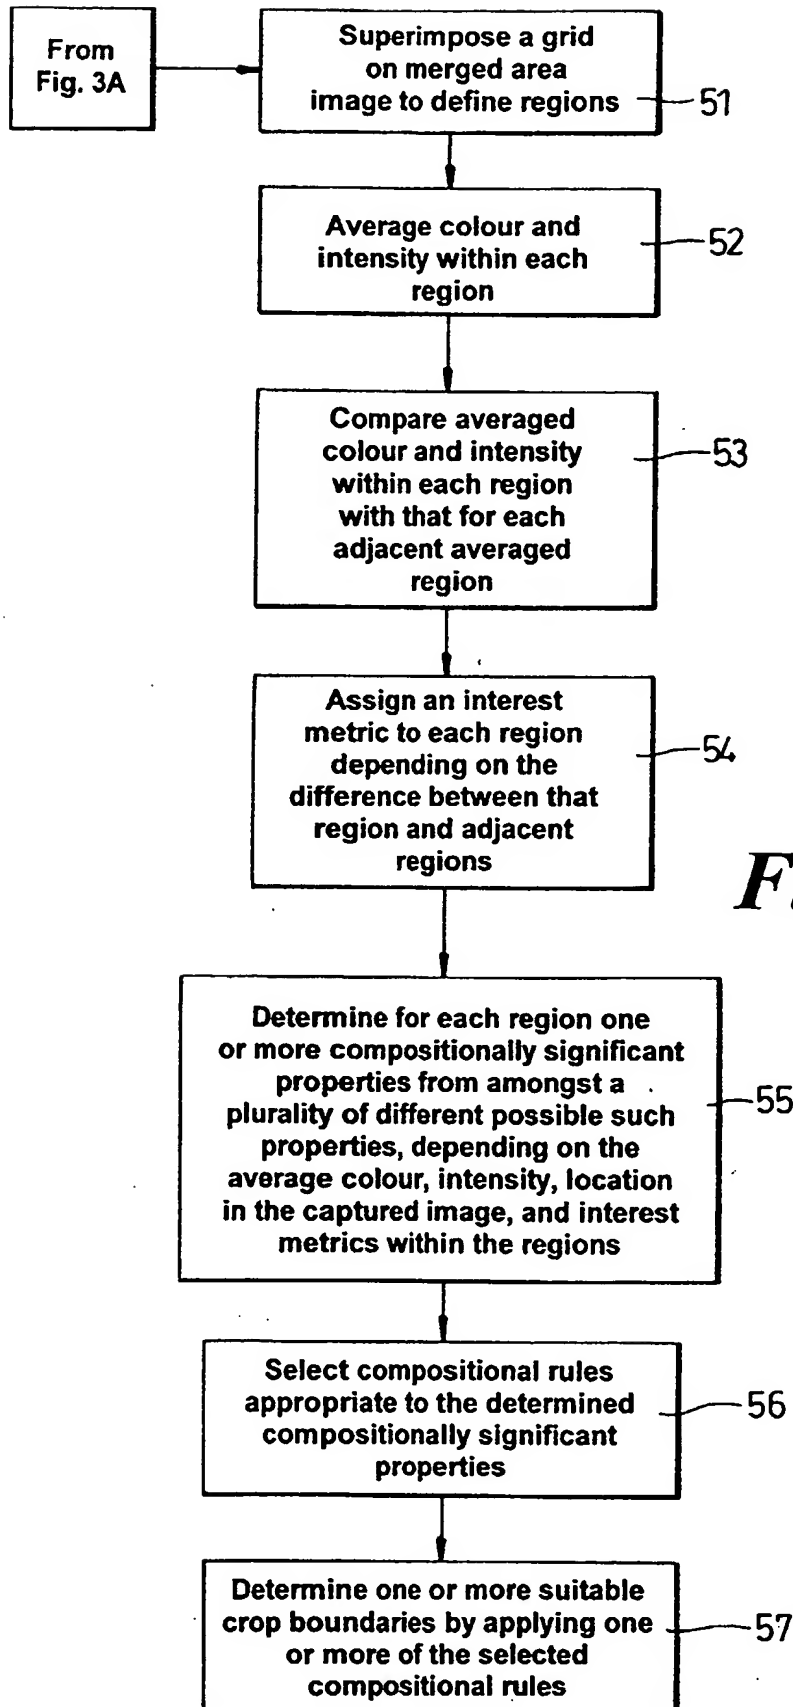 From
Fig. 3A
Superimpose a grid
on merged area
image to define regions
51
Average colour and
intensity within each
region
52
Compare averaged
colour and intensity
within each region
with that for each
adjacent averaged
region
53
Assign an interest
metric to each region
depending on the
difference between that
region and adjacent
regions
54
Determine for each region one
or more compositionally significant
properties from amongst a
plurality of different possible such
properties, depending on the
average colour, intensity, location
in the captured image, and interest
metrics within the regions
55
Select compositional rules
appropriate to the determined
compositionally significant
properties
56
Determine one or more suitable
crop boundaries by applying one
or more of the selected
compositional rules
57